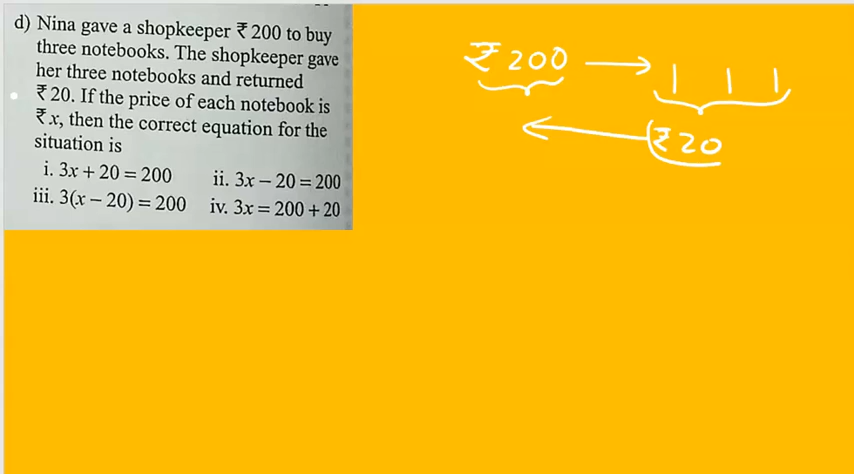 d) Nina gave a shopkeeper ₹ 200 to buy
three notebooks. The shopkeeper gave
her three notebooks and returned
₹ 20. If the price of each notebook is
₹ x, then the correct equation for the
situation is
i. 3x + 20 = 200 ii. 3x – 20 = 200
iii. 3(x – 20) = 200 iv. 3x = 200 + 20
₹ 200 → | | |
← ₹ 20